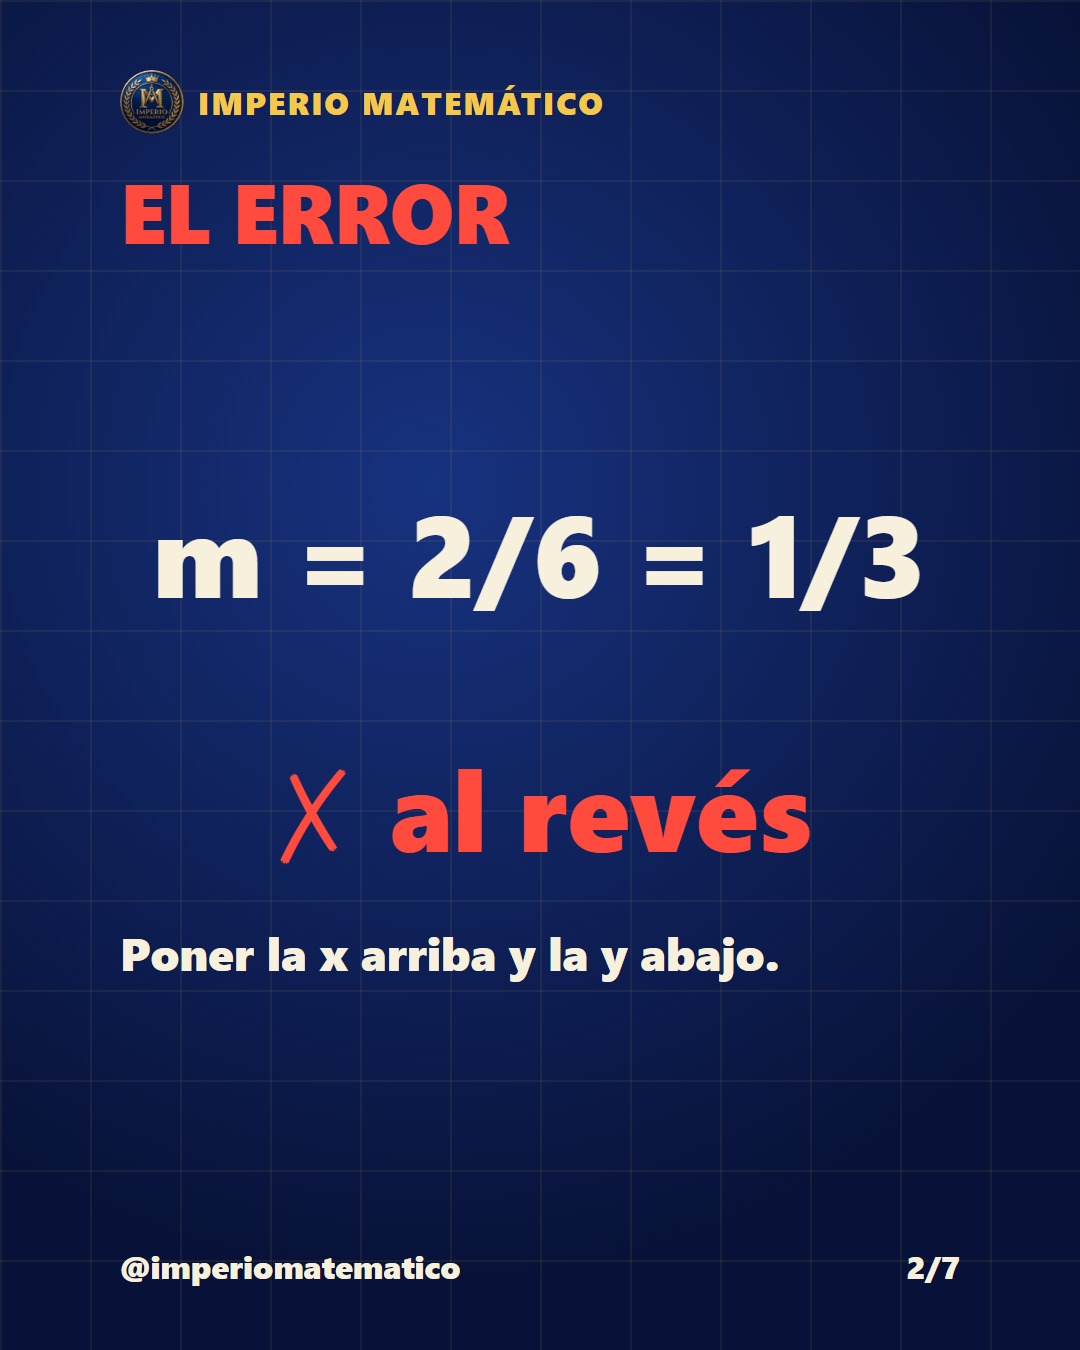 IMPERIO MATEMÁTICO
EL ERROR
m = 2/6 = 1/3
✗ al revés
Poner la x arriba y la y abajo.
@imperiomatematico
2/7